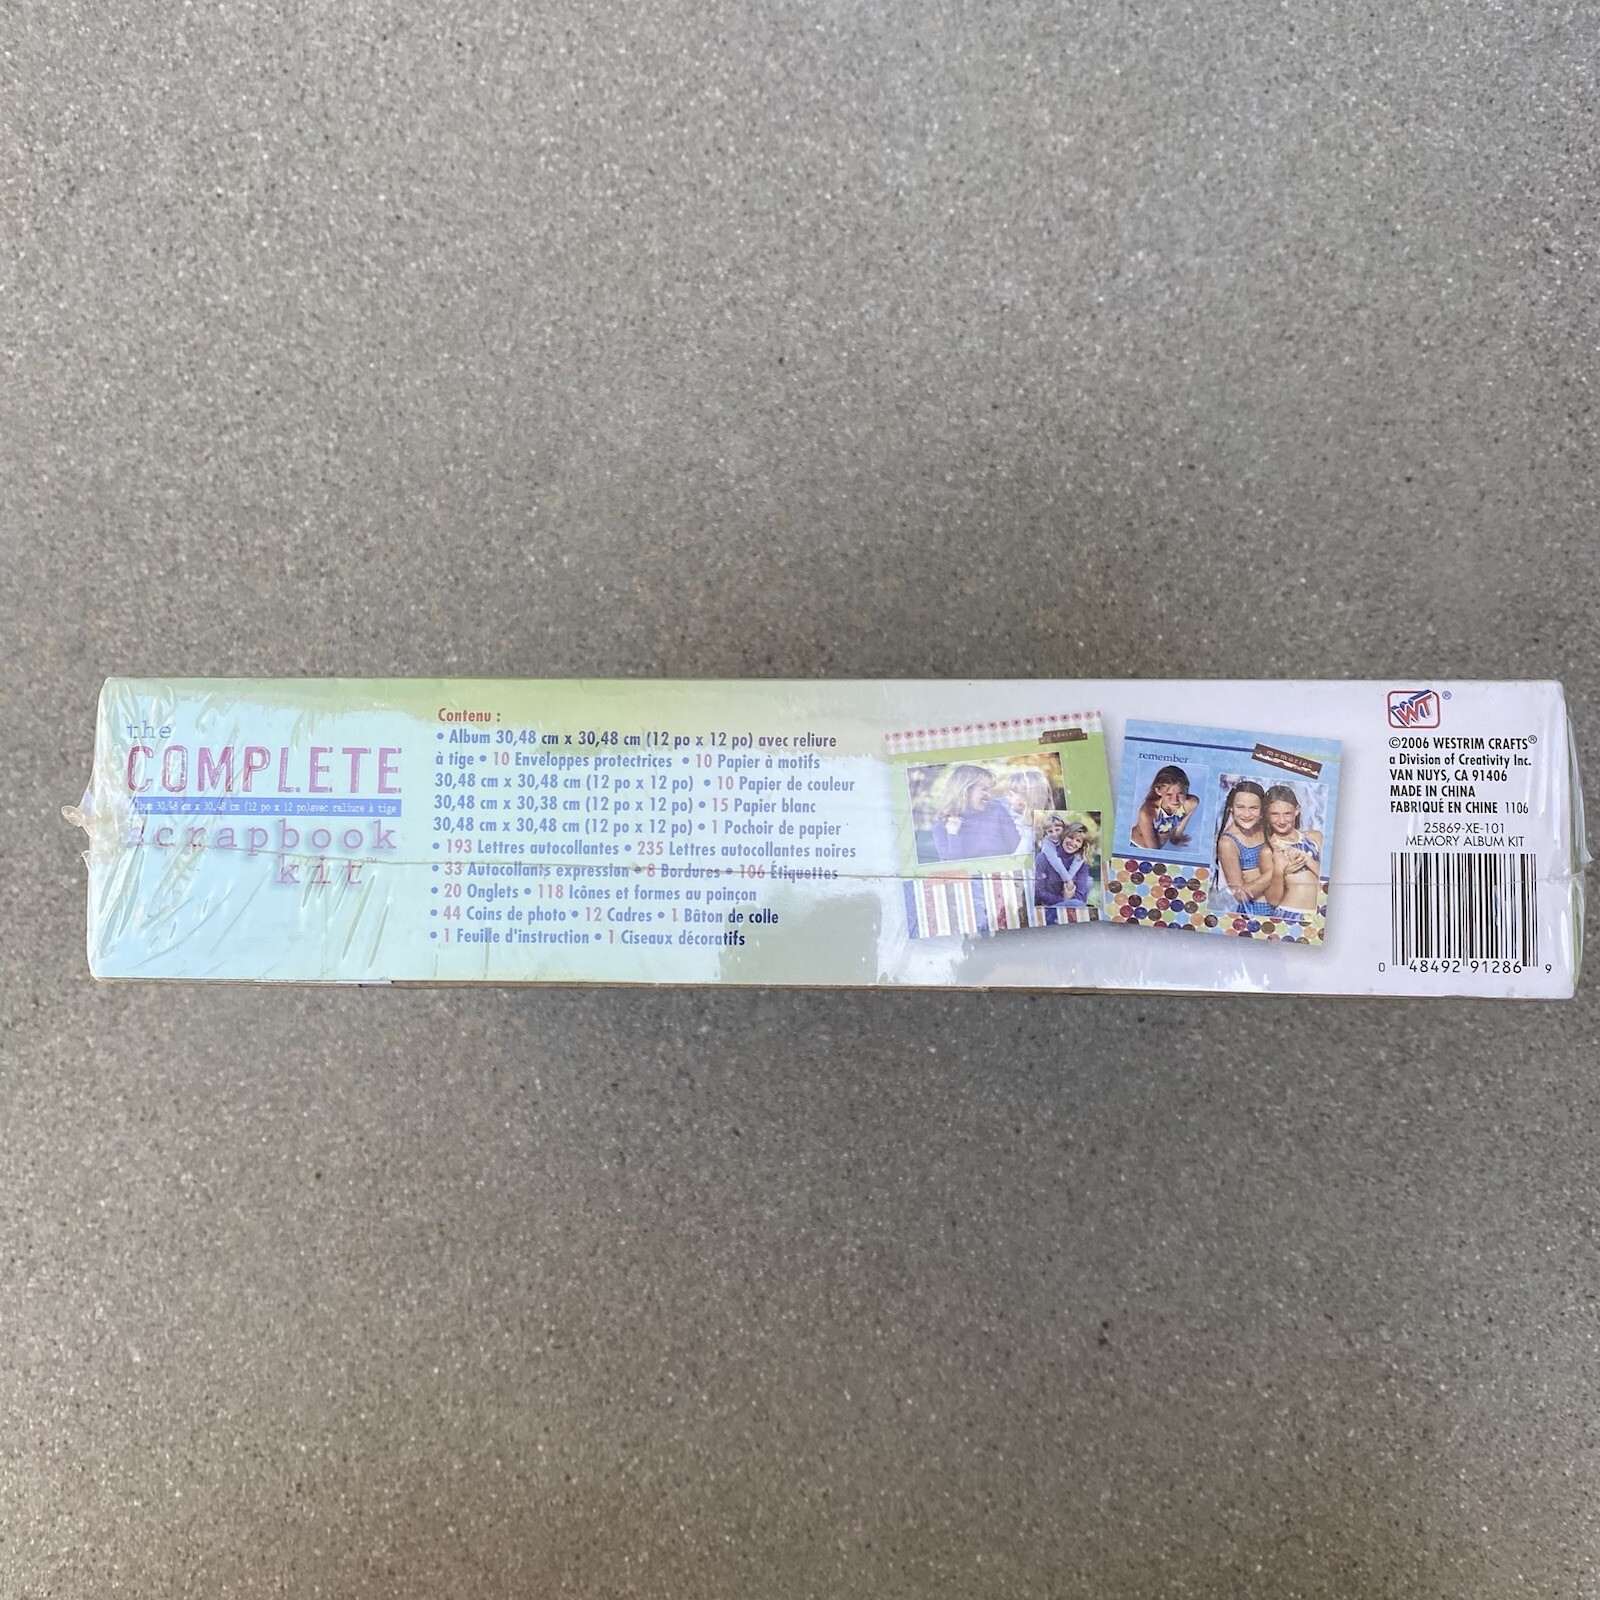 the
COMPLETE
Album 30,48 cm x 30,48 cm (12 po x 12 po)avec reliure à tige
scrapbook
kit™
Contenu :
• Album 30,48 cm x 30,48 cm (12 po x 12 po) avec reliure
à tige • 10 Enveloppes protectrices • 10 Papier à motifs
30,48 cm x 30,48 cm (12 po x 12 po) • 10 Papier de couleur
30,48 cm x 30,38 cm (12 po x 12 po) • 15 Papier blanc
30,48 cm x 30,48 cm (12 po x 12 po) • 1 Pochoir de papier
• 193 Lettres autocollantes • 235 Lettres autocollantes noires
• 33 Autocollants expression • 8 Bordures • 106 Étiquettes
• 20 Onglets • 118 Icônes et formes au poinçon
• 44 Coins de photo • 12 Cadres • 1 Bâton de colle
• 1 Feuille d'instruction • 1 Ciseaux décoratifs
remember
memories
WT®
©2006 WESTRIM CRAFTS®
a Division of Creativity Inc.
VAN NUYS, CA 91406
MADE IN CHINA
FABRIQUÉ EN CHINE 1106
25869-XE-101
MEMORY ALBUM KIT
0 48492 91286 9